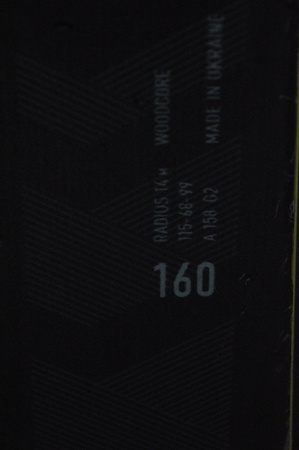 RADIUS 14 M WOODCORE
115-68-99
A 158 G2 MADE IN UKRAINE
160